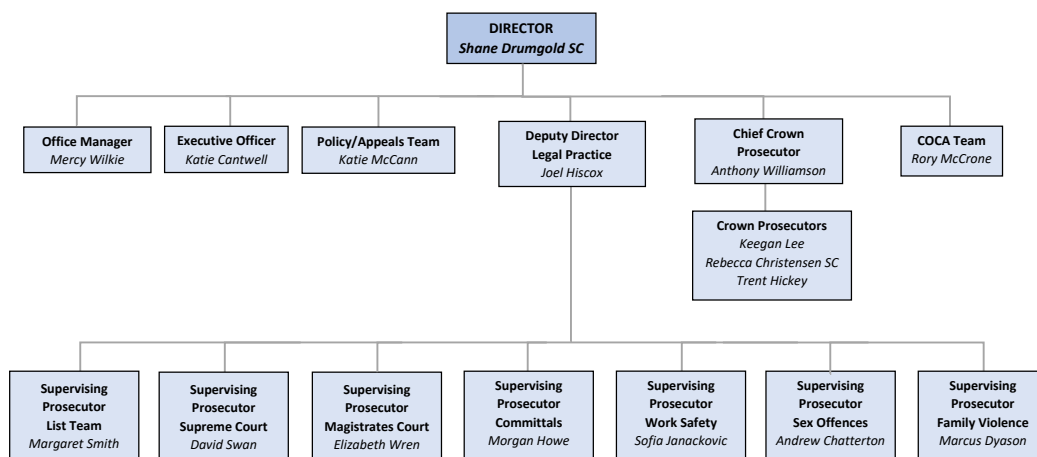 DIRECTOR
Shane Drumgold SC
Office Manager
Mercy Wilkie
Executive Officer
Katie Cantwell
Policy/Appeals Team
Katie McCann
Deputy Director
Legal Practice
Joel Hiscox
Chief Crown
Prosecutor
Anthony Williamson
COCA Team
Rory McCrone
Crown Prosecutors
Keegan Lee
Rebecca Christensen SC
Trent Hickey
Supervising
Prosecutor
List Team
Margaret Smith
Supervising
Prosecutor
Supreme Court
David Swan
Supervising
Prosecutor
Magistrates Court
Elizabeth Wren
Supervising
Prosecutor
Committals
Morgan Howe
Supervising
Prosecutor
Work Safety
Sofia Janackovic
Supervising
Prosecutor
Sex Offences
Andrew Chatterton
Supervising
Prosecutor
Family Violence
Marcus Dyason